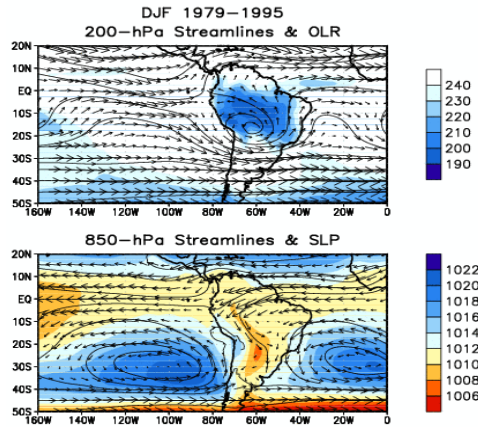 DJF 1979-1995
200-hPa Streamlines & OLR
20N
10N
EQ
10S
20S
30S
40S
50S
160W 140W 120W 100W 80W 60W 40W 20W 0
240
230
220
210
200
190
850-hPa Streamlines & SLP
20N
10N
EQ
10S
20S
30S
40S
50S
160W 140W 120W 100W 80W 60W 40W 20W 0
1022
1020
1018
1016
1014
1012
1010
1008
1006